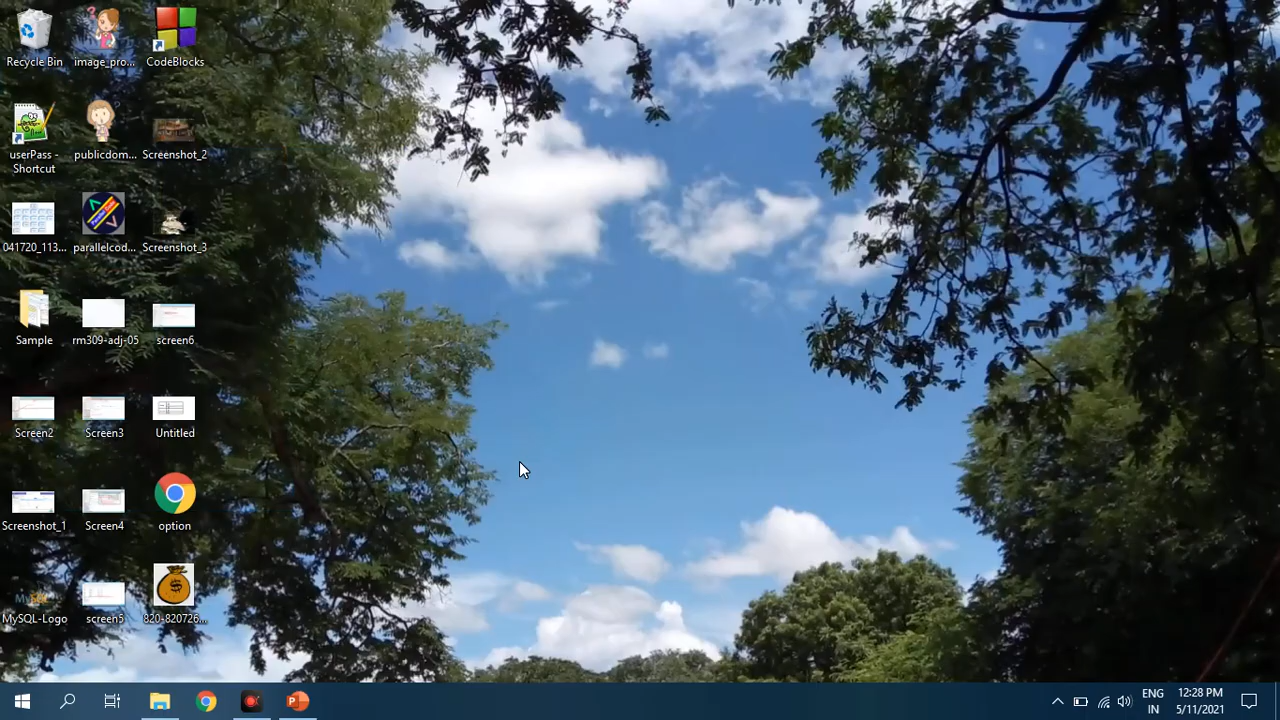 Recycle Bin
image_pro...
CodeBlocks
userPass - Shortcut
publicdom...
Screenshot_2
041720_113...
parallelcod...
Screenshot_3
Sample
rm309-adj-05
screen6
Screen2
Screen3
Untitled
Screenshot_1
Screen4
option
MySQL-Logo
screen5
820-820726...
ENG
IN
12:28 PM
5/11/2021